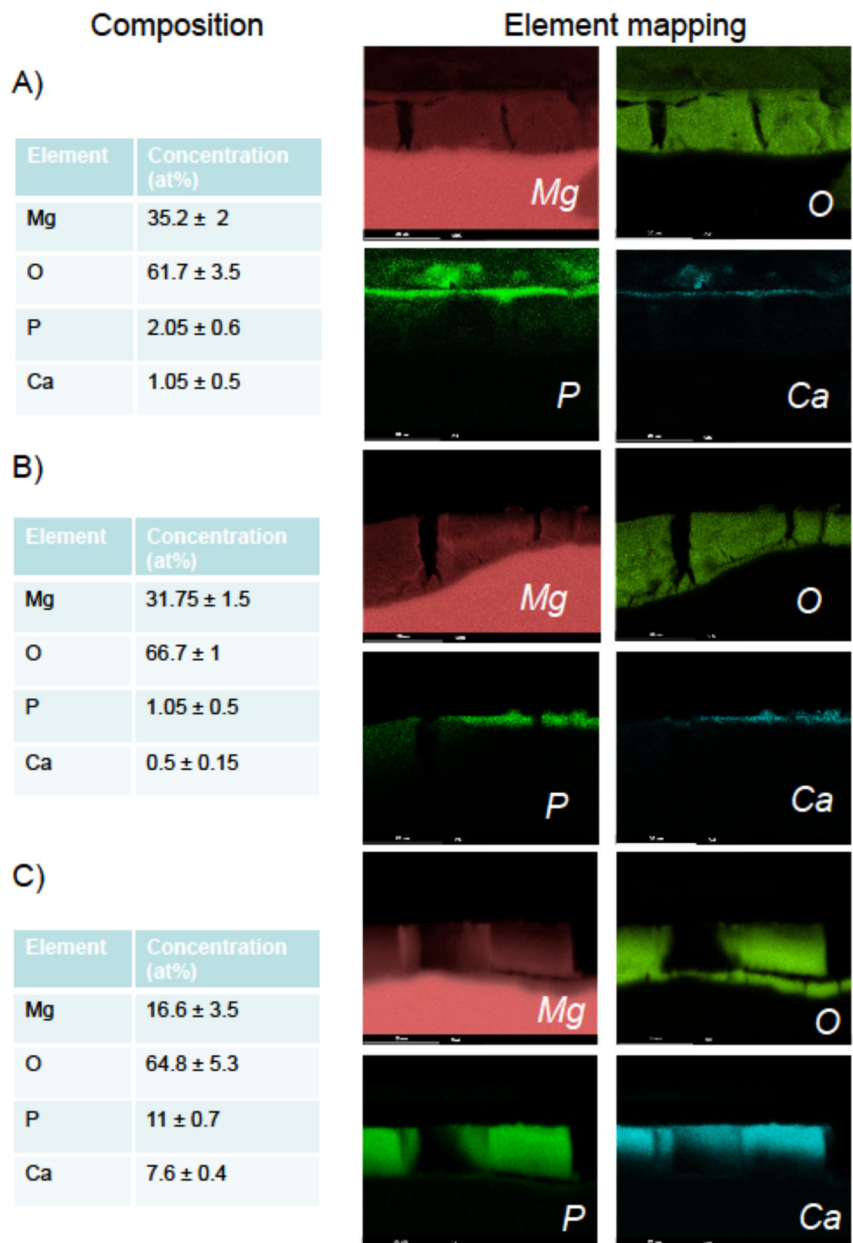 Composition
Element mapping
A)
Element
Concentration (at%)
Mg
35.2 ± 2
O
61.7 ± 3.5
P
2.05 ± 0.6
Ca
1.05 ± 0.5
Mg
O
P
Ca
B)
Element
Concentration (at%)
Mg
31.75 ± 1.5
O
66.7 ± 1
P
1.05 ± 0.5
Ca
0.5 ± 0.15
Mg
O
P
Ca
C)
Element
Concentration (at%)
Mg
16.6 ± 3.5
O
64.8 ± 5.3
P
11 ± 0.7
Ca
7.6 ± 0.4
Mg
O
P
Ca